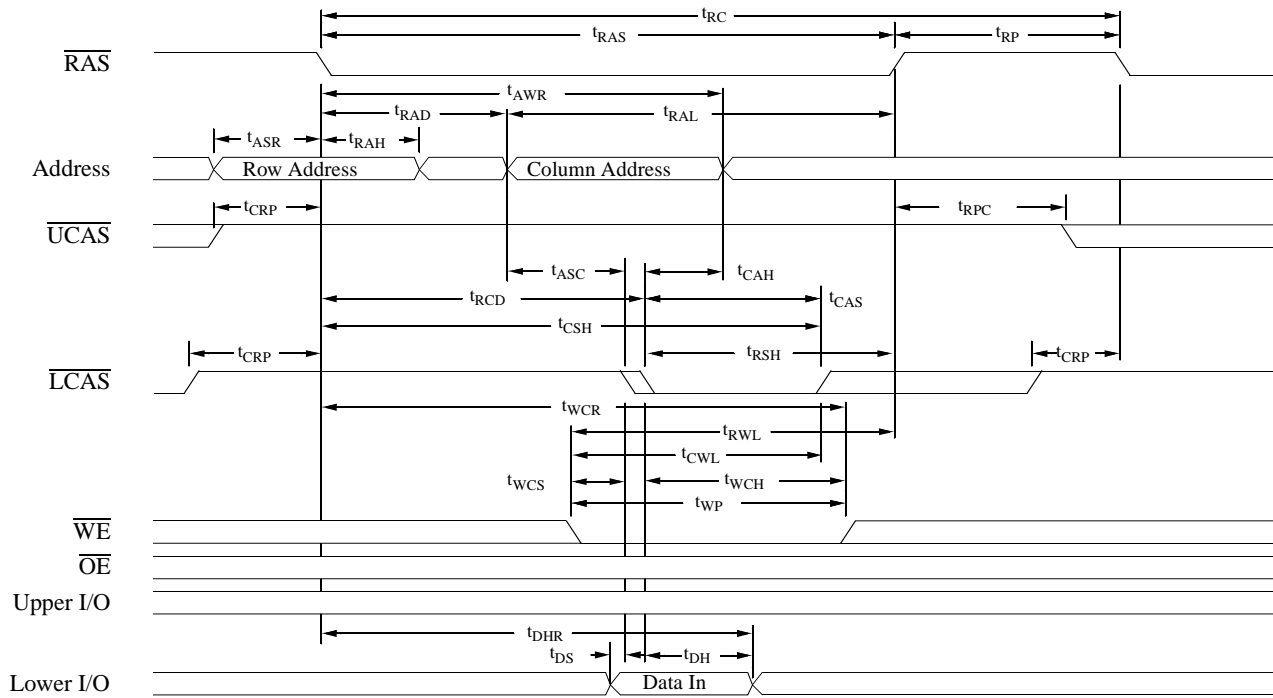 tRC
tRAS tRP
RAS
tAWR
tRAD tRAL
tASR tRAH
Address Row Address Column Address
tCRP tRPC
UCAS
tASC tCAH
tRCD tCAS
tCSH
tCRP tRSH tCRP
LCAS
tWCR
tRWL
tCWL
tWCS tWCH
tWP
WE
OE
Upper I/O
tDHR
tDS tDH
Lower I/O Data In